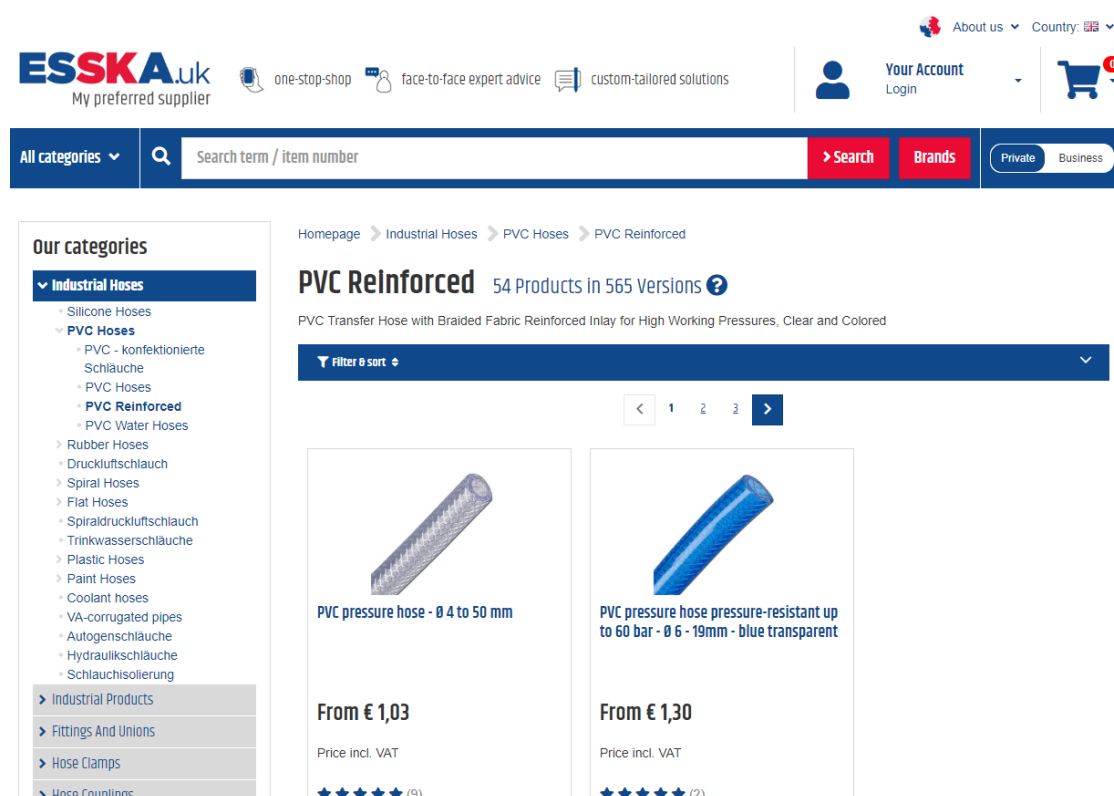 About us
Country:
ESSKA.uk
My preferred supplier
one-stop-shop
face-to-face expert advice
custom-tailored solutions
Your Account
Login
0
All categories
Search term / item number
Search
Brands
Private
Business
Our categories
Industrial Hoses
Silicone Hoses
PVC Hoses
PVC - konfektionierte
Schläuche
PVC Hoses
PVC Reinforced
PVC Water Hoses
Rubber Hoses
Druckluftschlauch
Spiral Hoses
Flat Hoses
Spiraldruckluftschlauch
Trinkwasserschläuche
Plastic Hoses
Paint Hoses
Coolant hoses
VA-corrugated pipes
Autogenschläuche
Hydraulikschläuche
Schlauchisolierung
Industrial Products
Fittings And Unions
Hose Clamps
Hose Couplings
Homepage
Industrial Hoses
PVC Hoses
PVC Reinforced
PVC Reinforced 54 Products in 565 Versions ?
PVC Transfer Hose with Braided Fabric Reinforced Inlay for High Working Pressures, Clear and Colored
Filter & sort
1 2 3
PVC pressure hose - Ø 4 to 50 mm
From € 1,03
Price incl. VAT
(9)
PVC pressure hose pressure-resistant up
to 60 bar - Ø 6 - 19mm - blue transparent
From € 1,30
Price incl. VAT
(2)